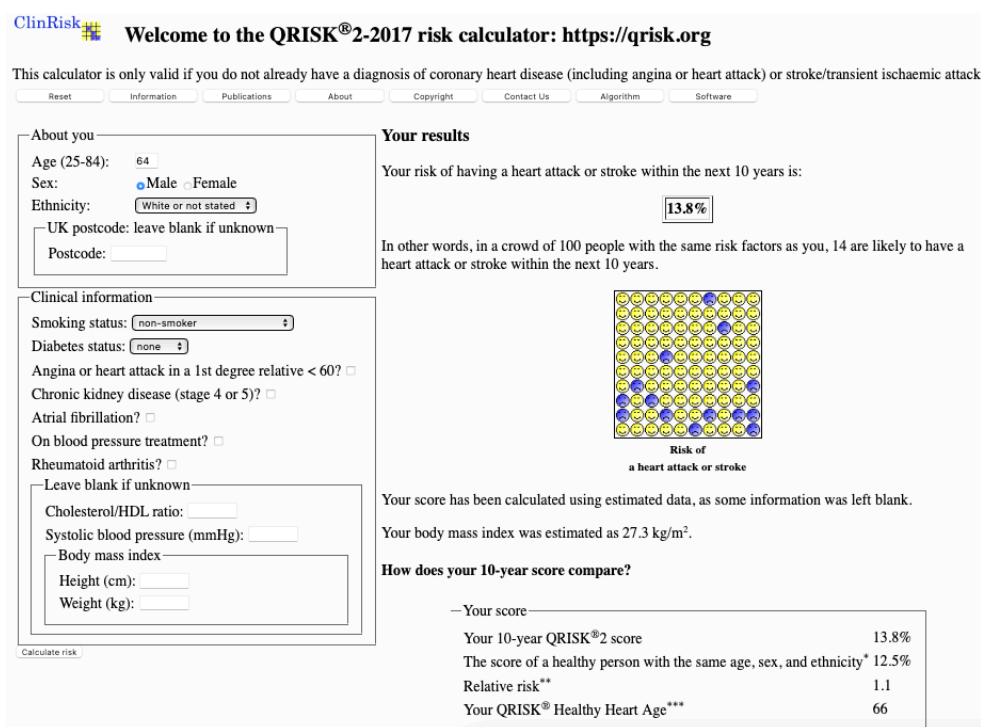 ClinRisk
Welcome to the QRISK®2-2017 risk calculator: https://qrisk.org
This calculator is only valid if you do not already have a diagnosis of coronary heart disease (including angina or heart attack) or stroke/transient ischaemic attack
Reset Information Publications About Copyright Contact Us Algorithm Software
About you
Age (25-84): 64
Sex: Male Female
Ethnicity: White or not stated
UK postcode: leave blank if unknown
Postcode:
Clinical information
Smoking status: non-smoker
Diabetes status: none
Angina or heart attack in a 1st degree relative < 60?
Chronic kidney disease (stage 4 or 5)?
Atrial fibrillation?
On blood pressure treatment?
Rheumatoid arthritis?
Leave blank if unknown
Cholesterol/HDL ratio:
Systolic blood pressure (mmHg):
Body mass index
Height (cm):
Weight (kg):
Calculate risk
Your results
Your risk of having a heart attack or stroke within the next 10 years is:
13.8%
In other words, in a crowd of 100 people with the same risk factors as you, 14 are likely to have a
heart attack or stroke within the next 10 years.
Risk of
a heart attack or stroke
Your score has been calculated using estimated data, as some information was left blank.
Your body mass index was estimated as 27.3 kg/m².
How does your 10-year score compare?
Your score
Your 10-year QRISK®2 score 13.8%
The score of a healthy person with the same age, sex, and ethnicity* 12.5%
Relative risk** 1.1
Your QRISK® Healthy Heart Age*** 66